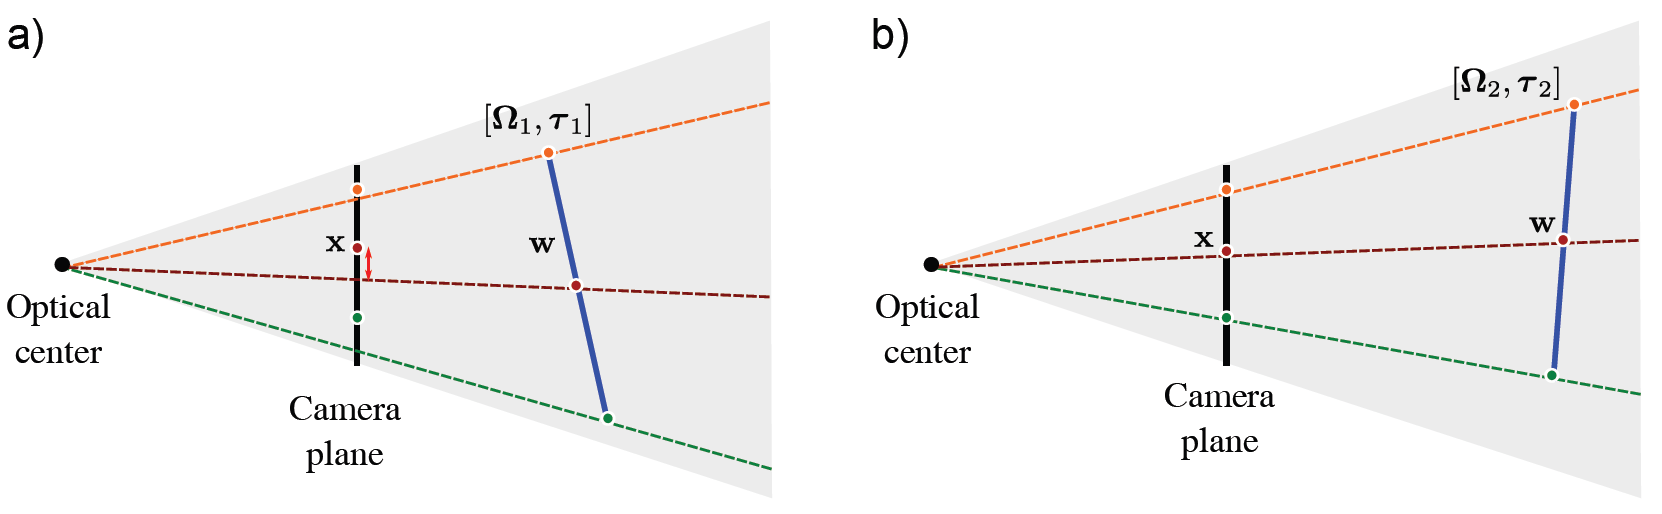 a)
[Ω₁, τ₁]
x
w
Optical
center
Camera
plane
b)
[Ω₂, τ₂]
w
x
Optical
center
Camera
plane